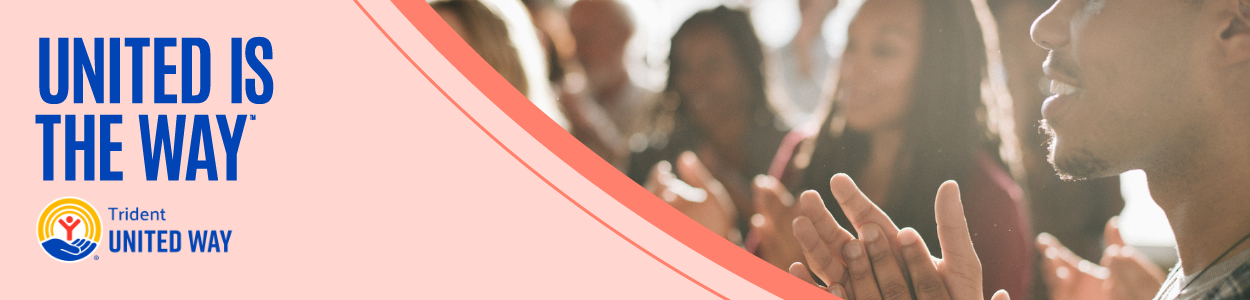 UNITED IS
THE WAY™
Trident
UNITED WAY®